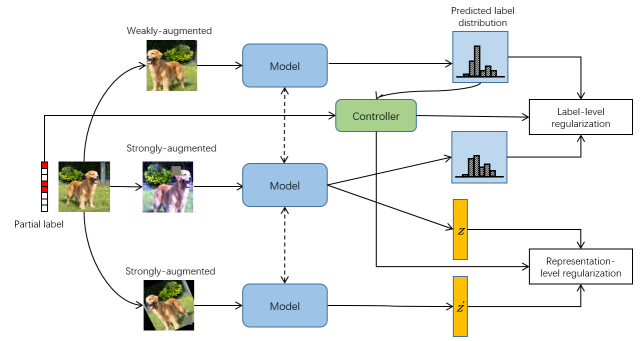 Predicted label
distribution
Weakly-augmented
Model
Controller
Label-level
regularization
Strongly-augmented
Model
Partial label
z
Representation-
level regularization
Strongly-augmented
Model
z'